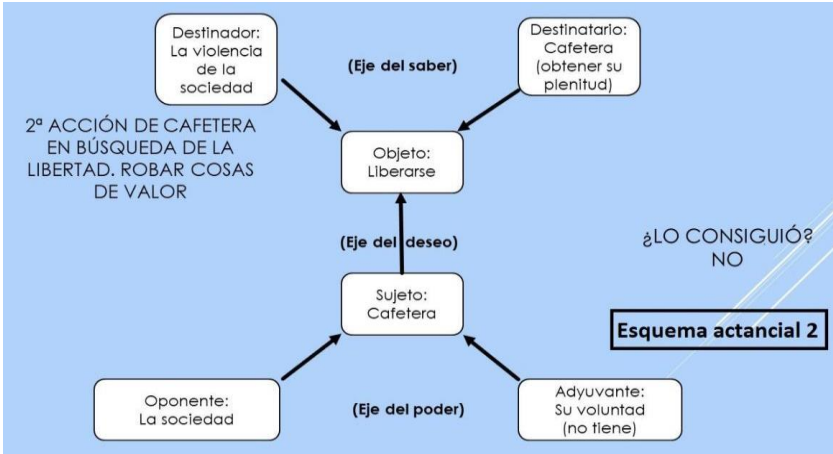 Destinador:
La violencia
de la
sociedad
(Eje del saber)
Destinatario:
Cafetera
(obtener su
plenitud)
2ª ACCIÓN DE CAFETERA
EN BÚSQUEDA DE LA
LIBERTAD. ROBAR COSAS
DE VALOR
Objeto:
Liberarse
(Eje del deseo)
¿LO CONSIGUIÓ?
NO
Sujeto:
Cafetera
Esquema actancial 2
Oponente:
La sociedad
(Eje del poder)
Adyuvante:
Su voluntad
(no tiene)